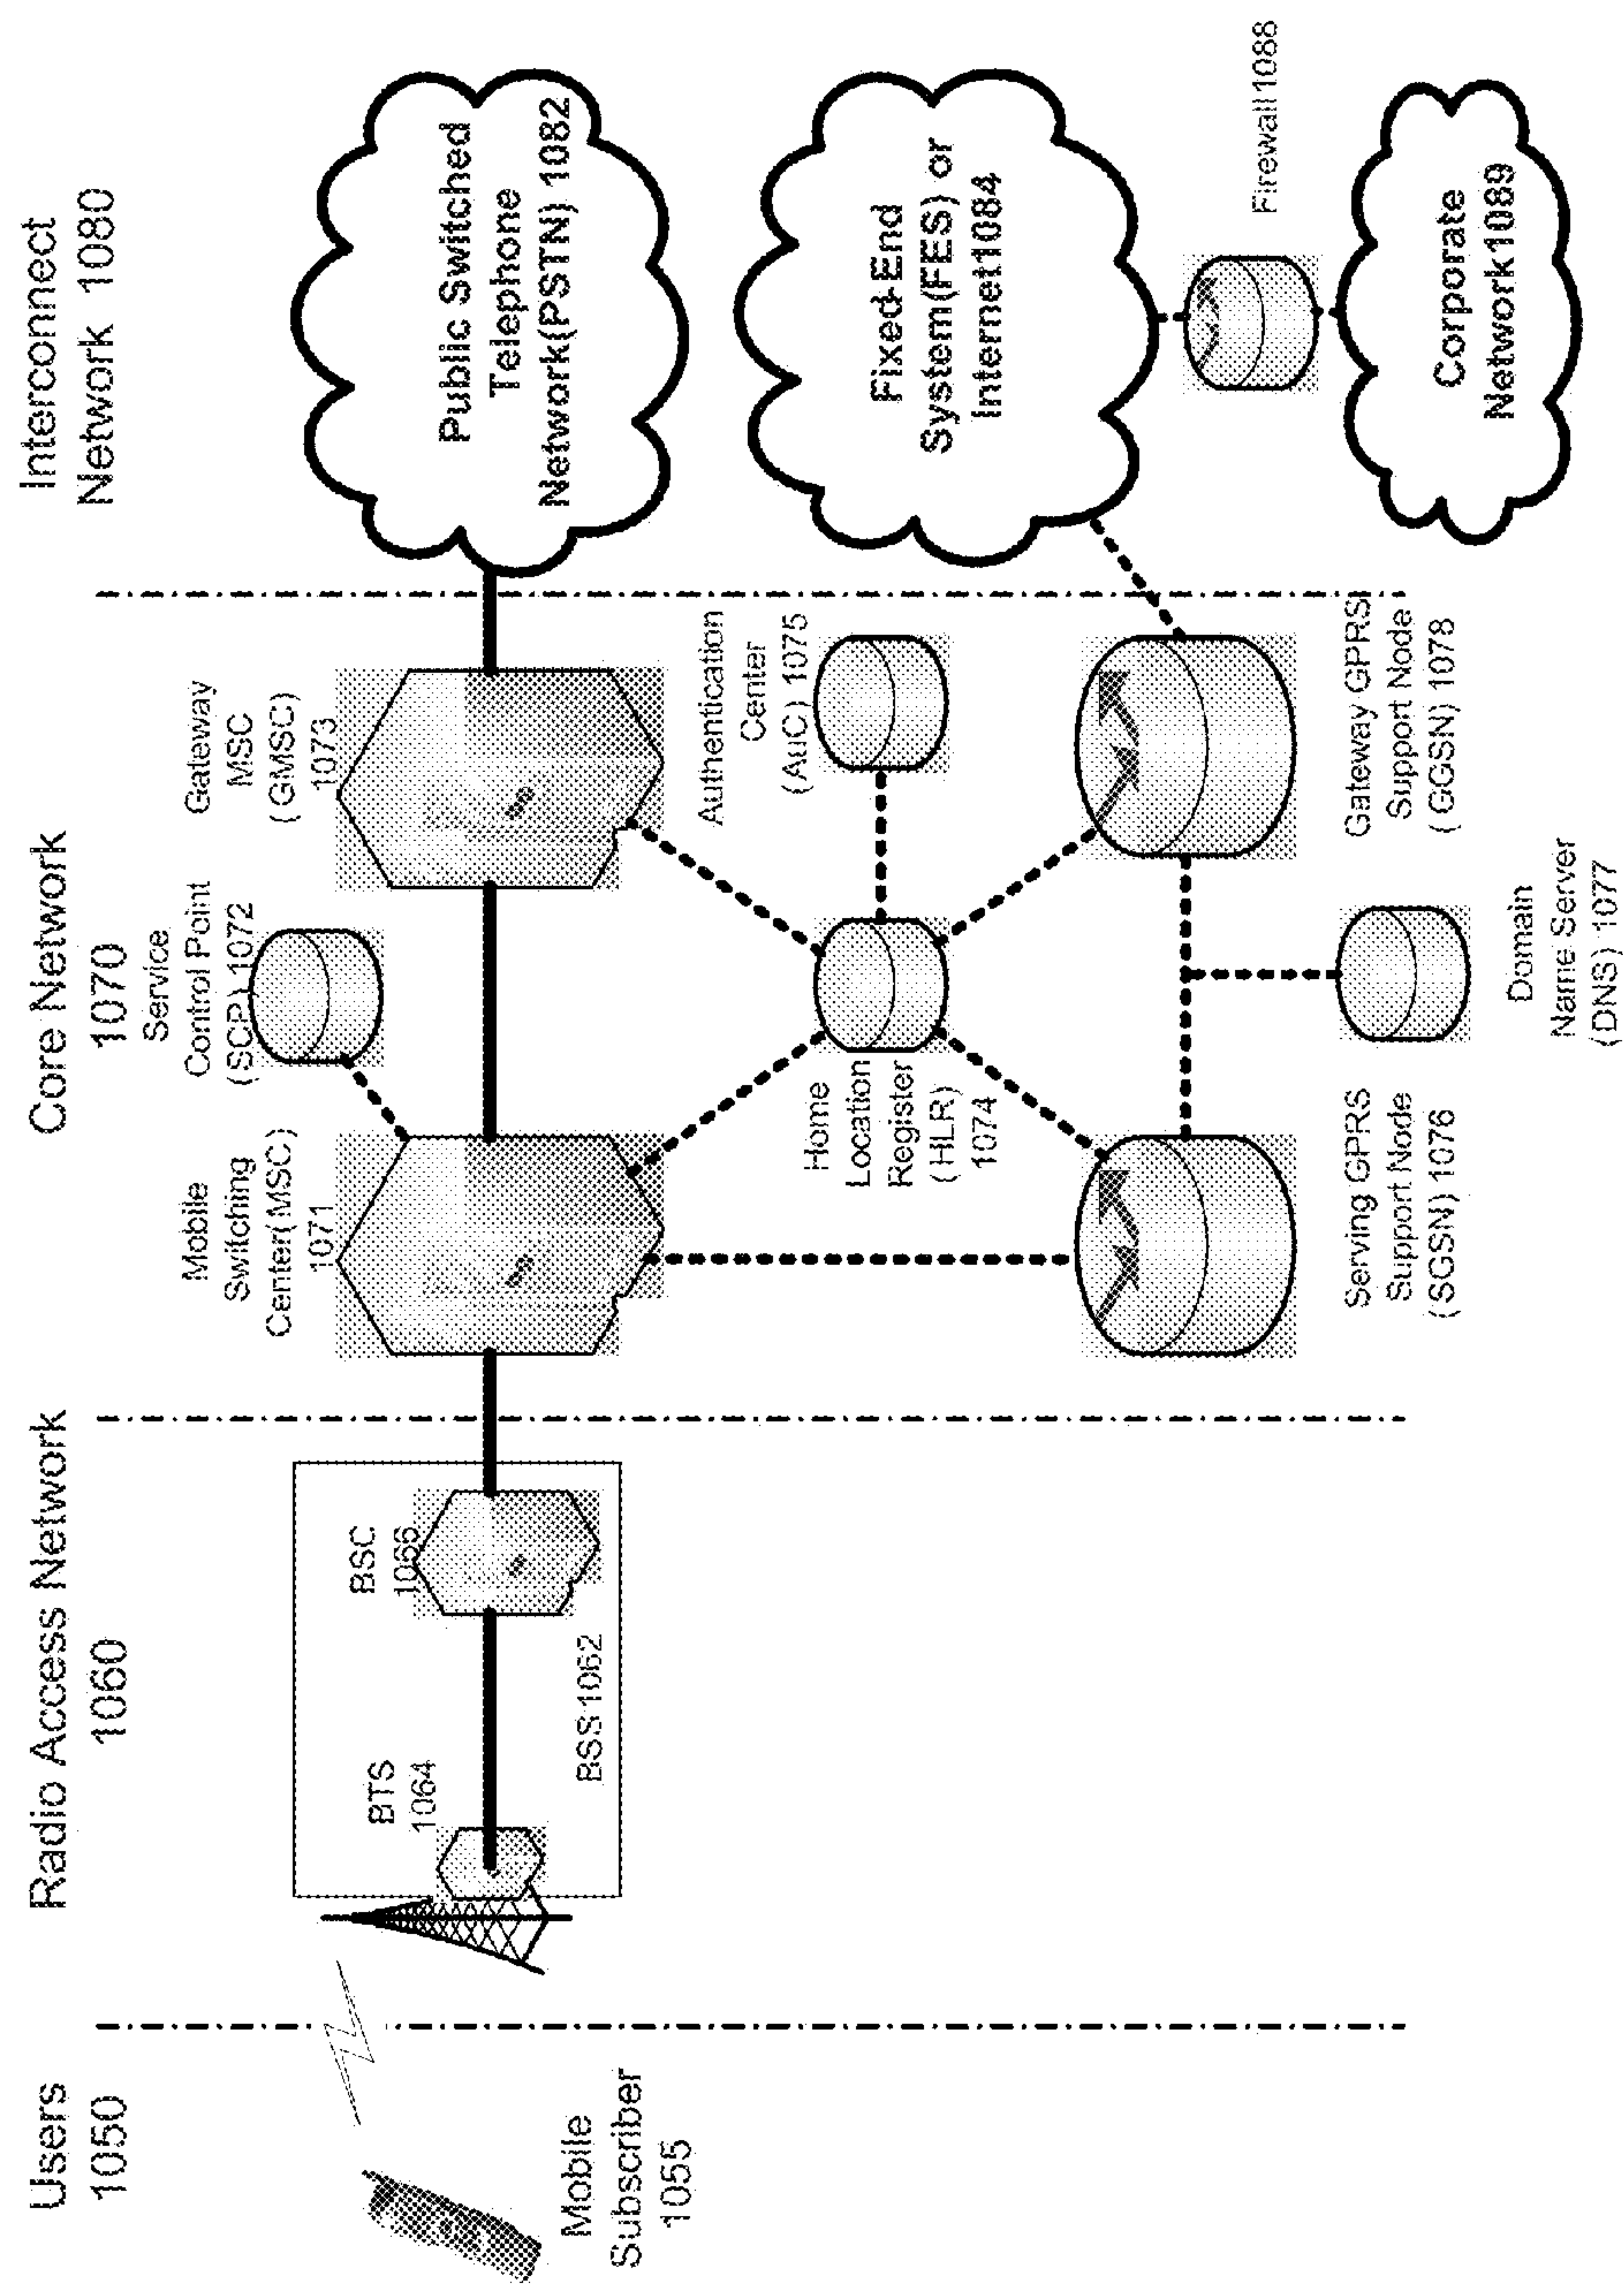 Users
1050
Radio Access Network
1060
Core Network
1070
Interconnect
Network 1080
Mobile
Subscriber
1055
BTS
1064
BSC
1066
BSS 1062
Mobile
Switching
Center(MSC)
1071
Service
Control Point
(SCP) 1072
Gateway
MSC
(GMSC)
1073
Home
Location
Register
(HLR)
1074
Authentication
Center
(AuC) 1075
Serving GPRS
Support Node
(SGSN) 1076
Domain
Name Server
(DNS) 1077
Gateway GPRS
Support Node
(GGSN) 1078
Public Switched
Telephone
Network(PSTN) 1082
Fixed-End
System(FES) or
Internet1084
Firewall 1088
Corporate
Network1089